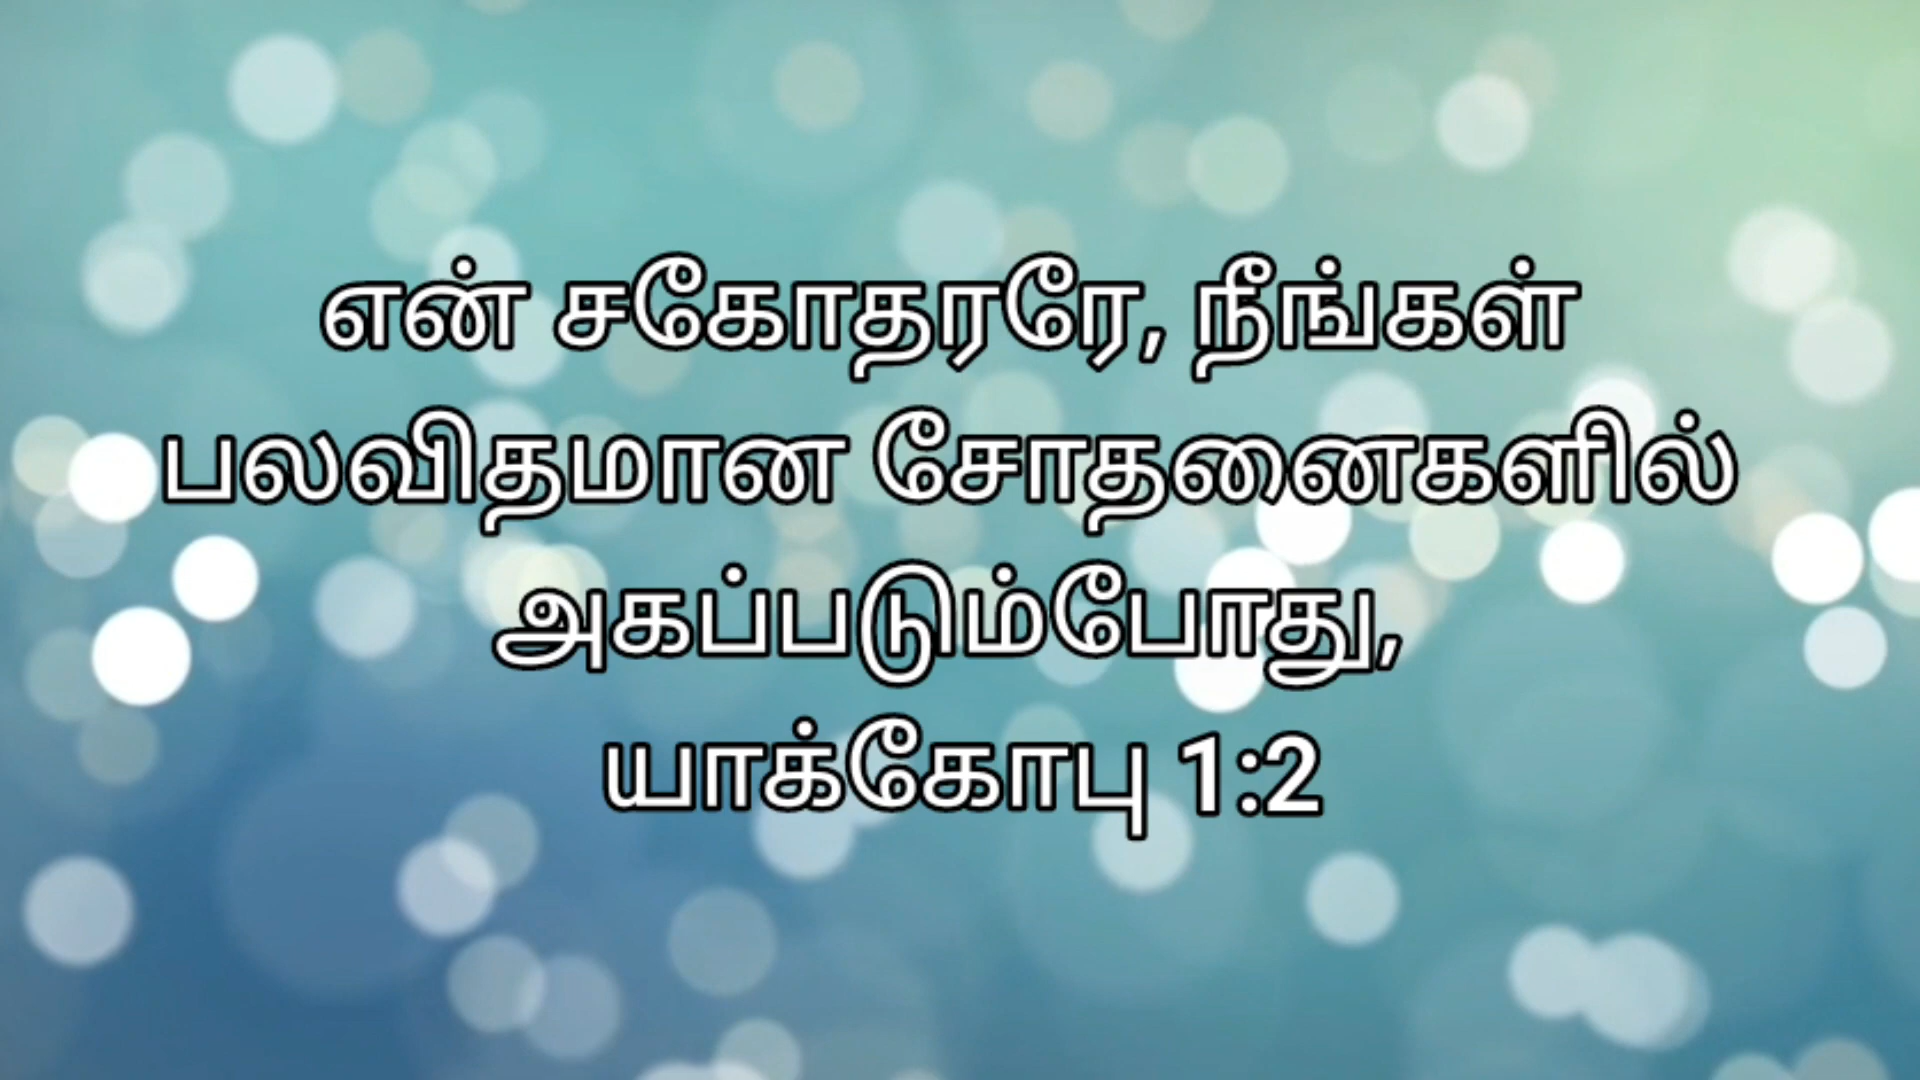 என் சகோதரரே, நீங்கள்
பலவிதமான சோதனைகளில்
அகப்படும்போது,
யாக்கோபு 1:2